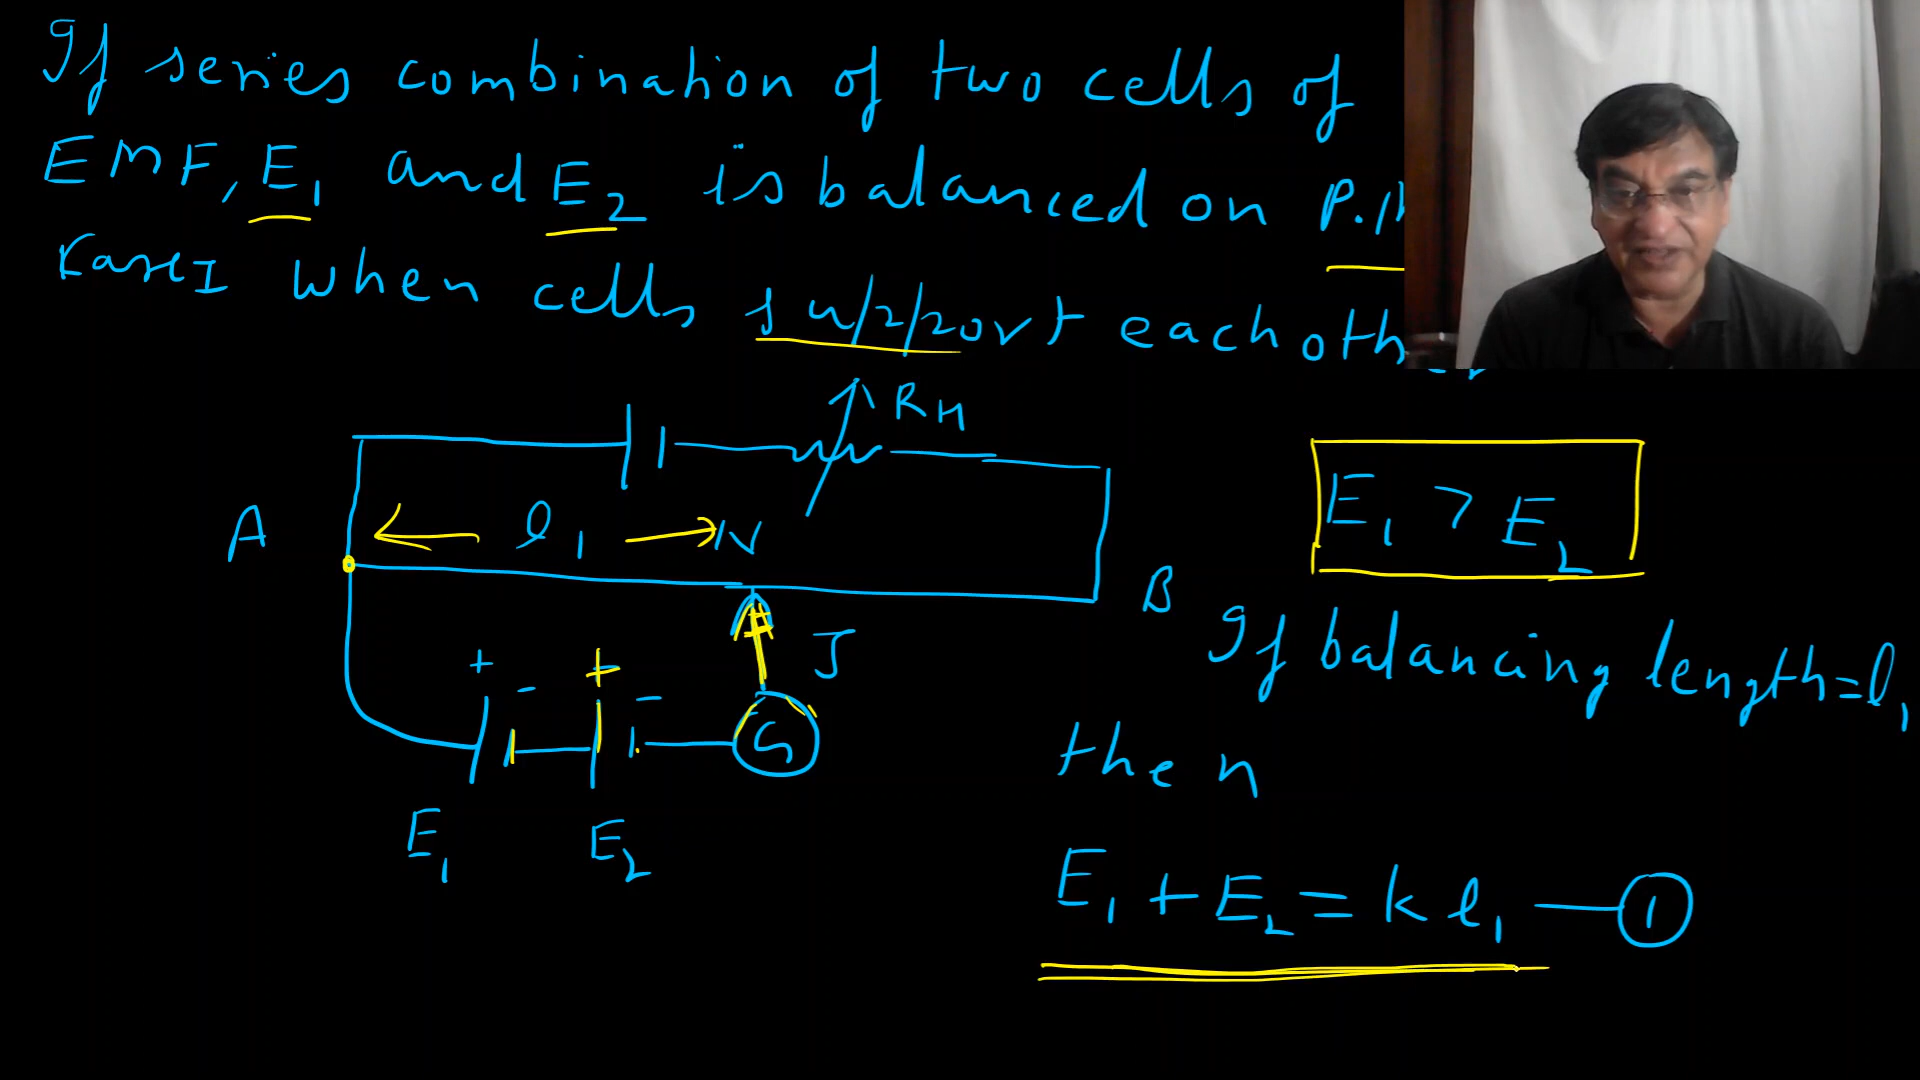 If series combination of two cells of
EMF, E₁ and E₂ is balanced on P.
Case I when cells support each oth
RH
A
l₁
N
E₁ > E₂
B
If balancing length = l₁
J
+ - + -
G
then
E₁ E₂
E₁ + E₂ = k l₁ — 1